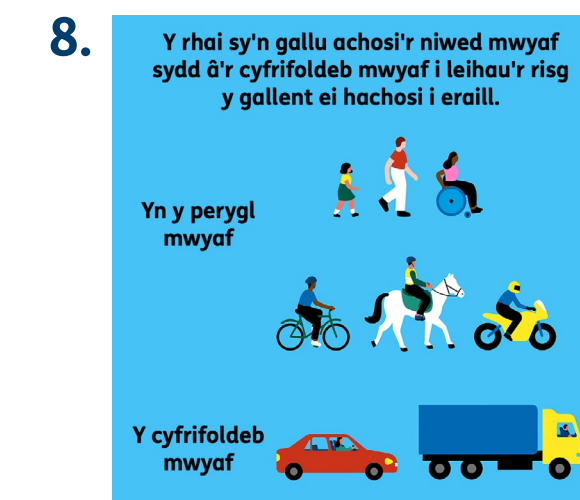 8.
Y rhai sy'n gallu achosi'r niwed mwyaf
sydd â'r cyfrifoldeb mwyaf i leihau'r risg
y gallent ei hachosi i eraill.
Yn y perygl
mwyaf
Y cyfrifoldeb
mwyaf